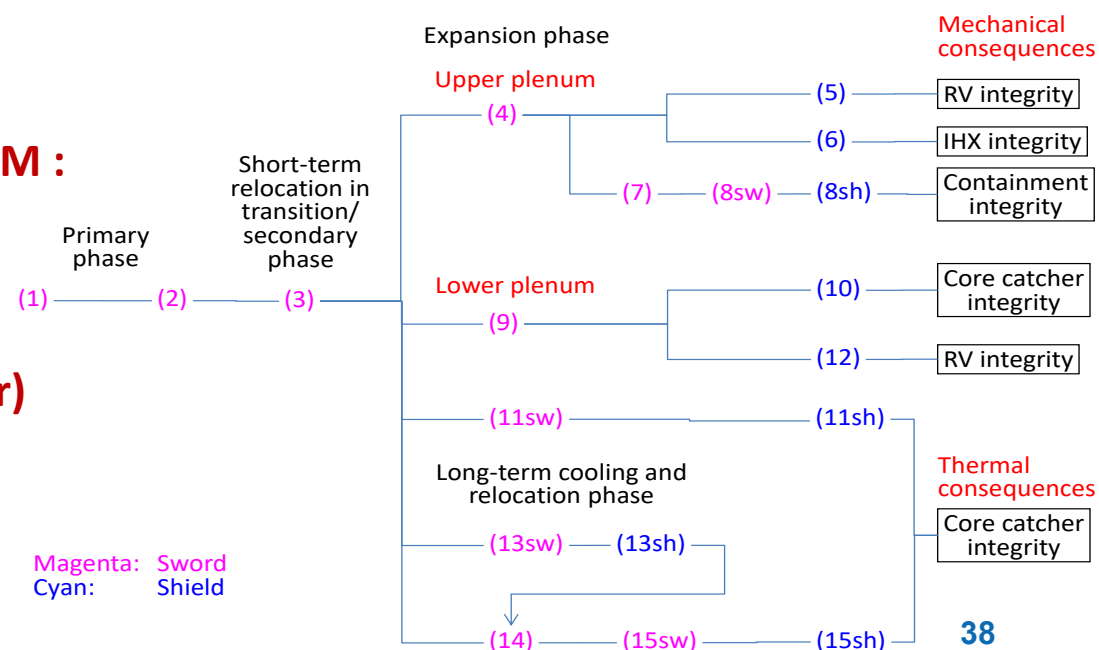 Mechanical
consequences
Expansion phase
Upper plenum
(4)
(5)
RV integrity
(6)
IHX integrity
M :
Short-term
relocation in
transition/
secondary
phase
(7)
(8sw)
(8sh)
Containment
integrity
Primary
phase
(1)
(2)
(3)
Lower plenum
(9)
(10)
Core catcher
integrity
(12)
RV integrity
r)
(11sw)
(11sh)
Long-term cooling and
relocation phase
Thermal
consequences
Core catcher
integrity
(13sw)
(13sh)
Magenta: Sword
Cyan: Shield
(14)
(15sw)
(15sh)
38